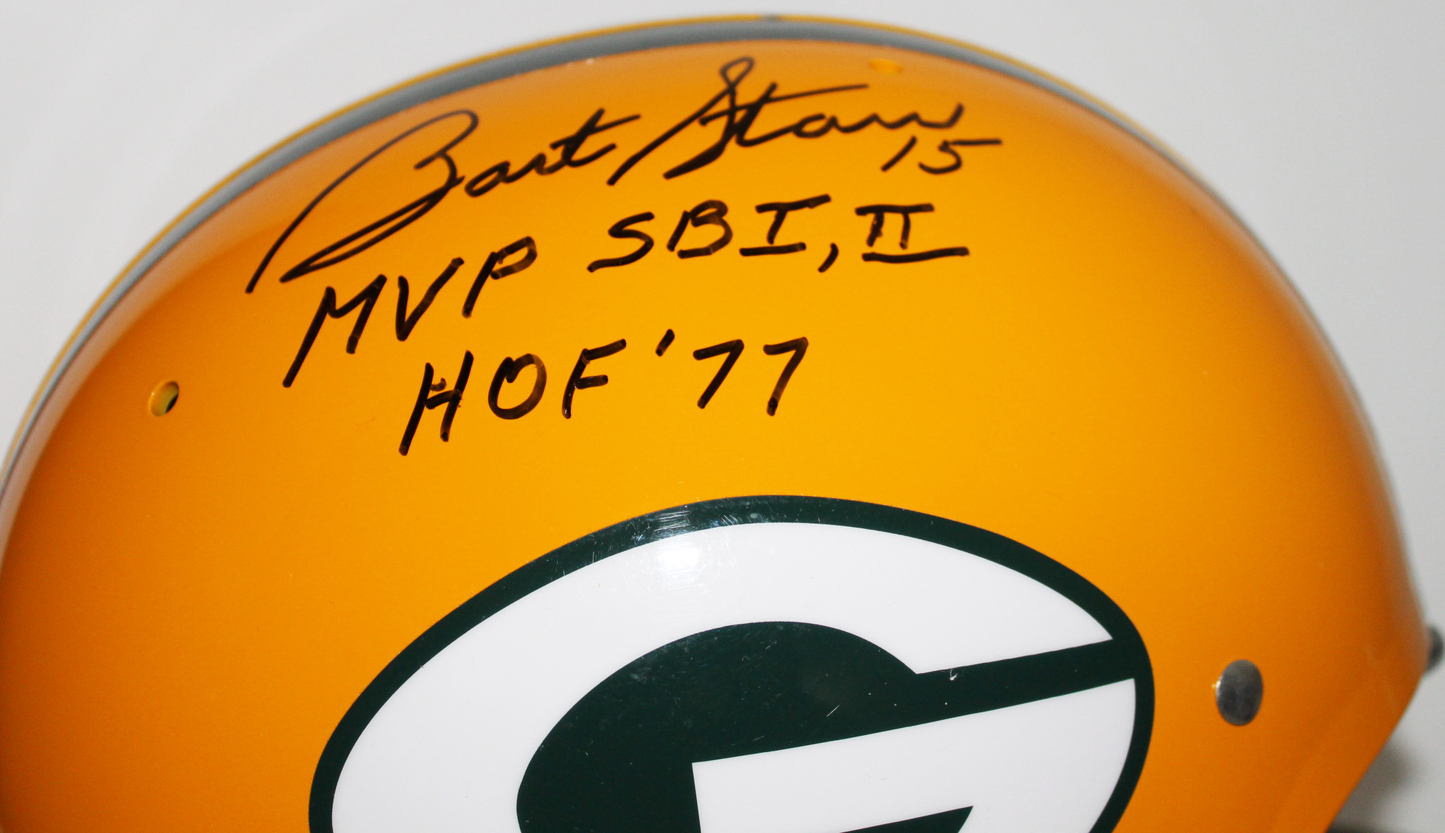 Bart Starr 15
MVP SB I, II
HOF '77
G